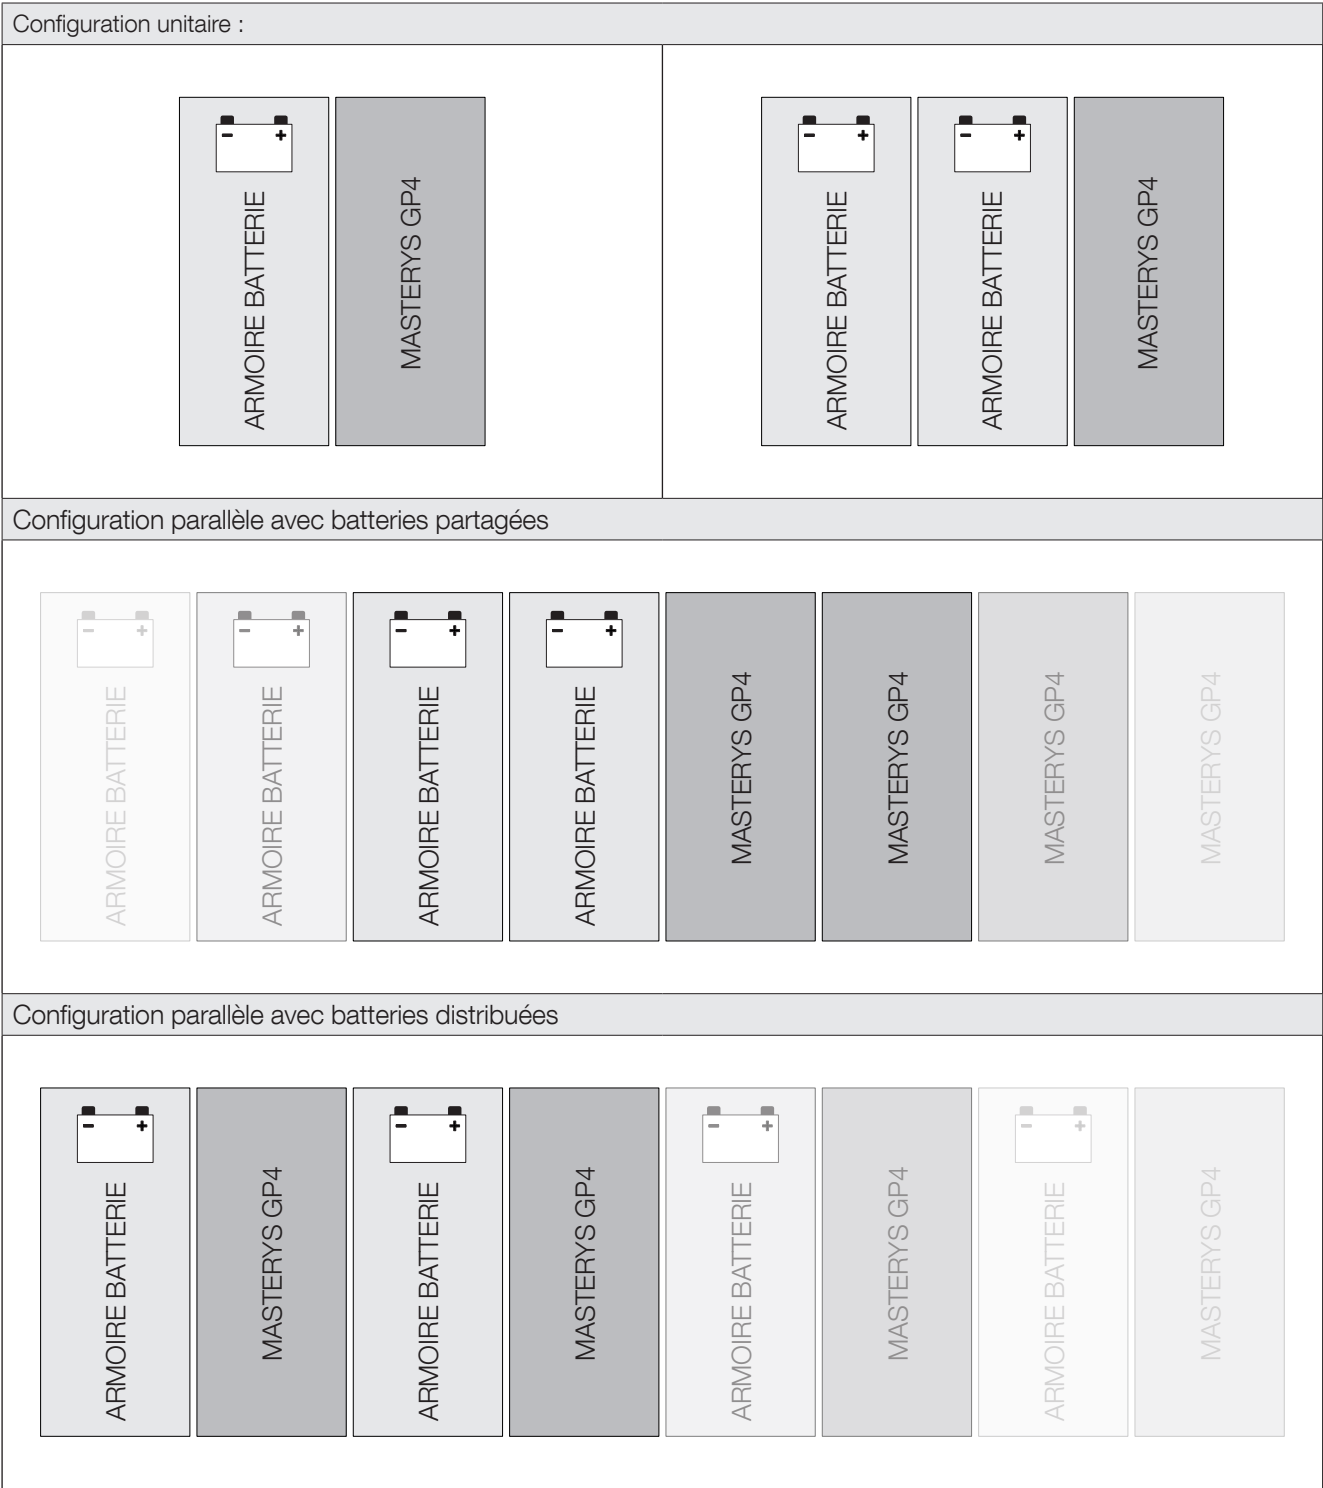 Configuration unitaire :
- +
ARMOIRE BATTERIE
MASTERYS GP4
- +
ARMOIRE BATTERIE
- +
ARMOIRE BATTERIE
MASTERYS GP4
Configuration parallèle avec batteries partagées
- +
ARMOIRE BATTERIE
- +
ARMOIRE BATTERIE
- +
ARMOIRE BATTERIE
- +
ARMOIRE BATTERIE
MASTERYS GP4
MASTERYS GP4
MASTERYS GP4
MASTERYS GP4
Configuration parallèle avec batteries distribuées
- +
ARMOIRE BATTERIE
MASTERYS GP4
- +
ARMOIRE BATTERIE
MASTERYS GP4
- +
ARMOIRE BATTERIE
MASTERYS GP4
- +
ARMOIRE BATTERIE
MASTERYS GP4